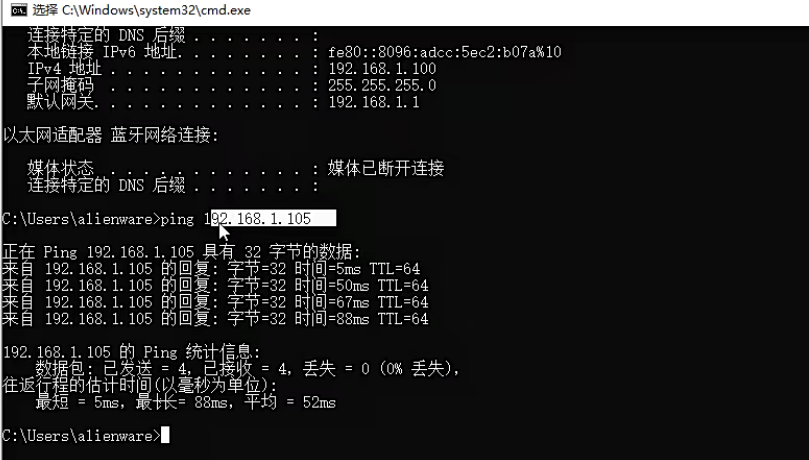 选择 C:\Windows\system32\cmd.exe
连接特定的 DNS 后缀 . . . . . . . :
本地链接 IPv6 地址. . . . . . . . : fe80::8096:adcc:5ec2:b07a%10
IPv4 地址 . . . . . . . . . . . . : 192.168.1.100
子网掩码 . . . . . . . . . . . . : 255.255.255.0
默认网关. . . . . . . . . . . . . : 192.168.1.1
以太网适配器 蓝牙网络连接:
媒体状态 . . . . . . . . . . . . : 媒体已断开连接
连接特定的 DNS 后缀 . . . . . . . :
C:\Users\alienware>ping 192.168.1.105
正在 Ping 192.168.1.105 具有 32 字节的数据:
来自 192.168.1.105 的回复: 字节=32 时间=5ms TTL=64
来自 192.168.1.105 的回复: 字节=32 时间=50ms TTL=64
来自 192.168.1.105 的回复: 字节=32 时间=67ms TTL=64
来自 192.168.1.105 的回复: 字节=32 时间=88ms TTL=64
192.168.1.105 的 Ping 统计信息:
数据包: 已发送 = 4，已接收 = 4，丢失 = 0 (0% 丢失)，
往返行程的估计时间(以毫秒为单位):
最短 = 5ms，最长 = 88ms，平均 = 52ms
C:\Users\alienware>